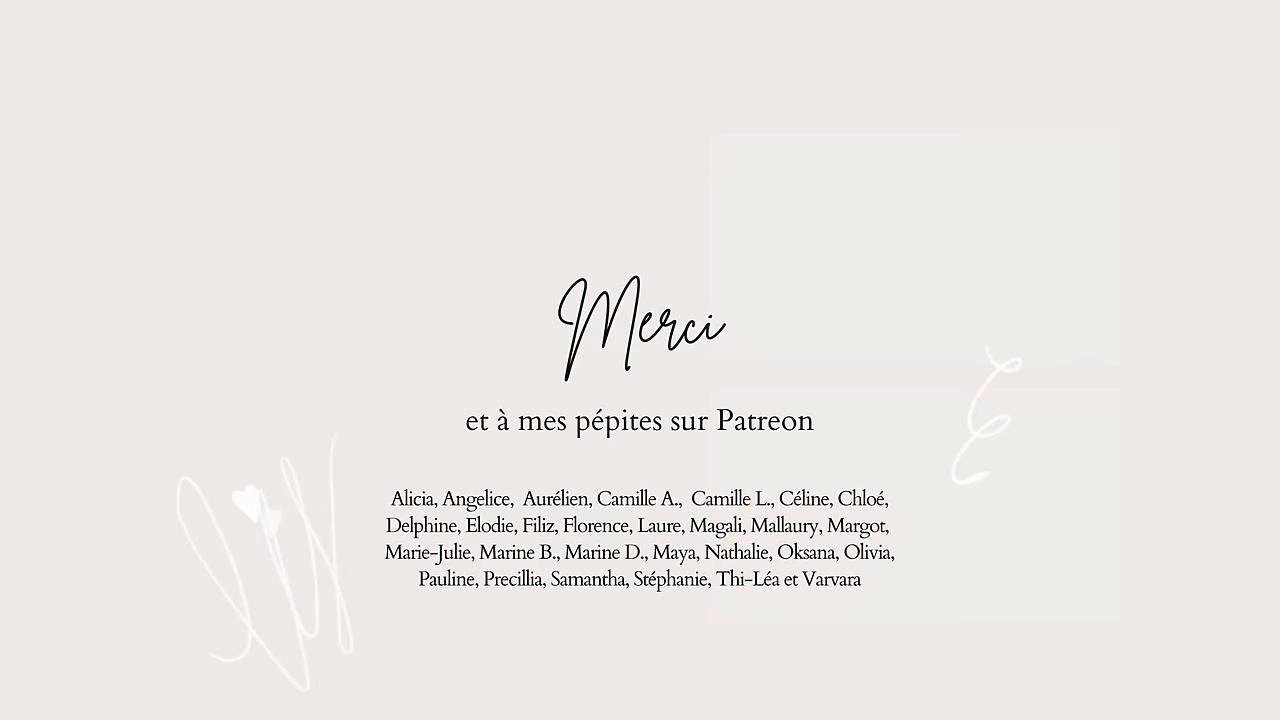 Merci
et à mes pépites sur Patreon
Alicia, Angelice, Aurélien, Camille A., Camille L., Céline, Chloé,
Delphine, Elodie, Filiz, Florence, Laure, Magali, Mallaury, Margot,
Marie-Julie, Marine B., Marine D., Maya, Nathalie, Oksana, Olivia,
Pauline, Precillia, Samantha, Stéphanie, Thi-Léa et Varvara